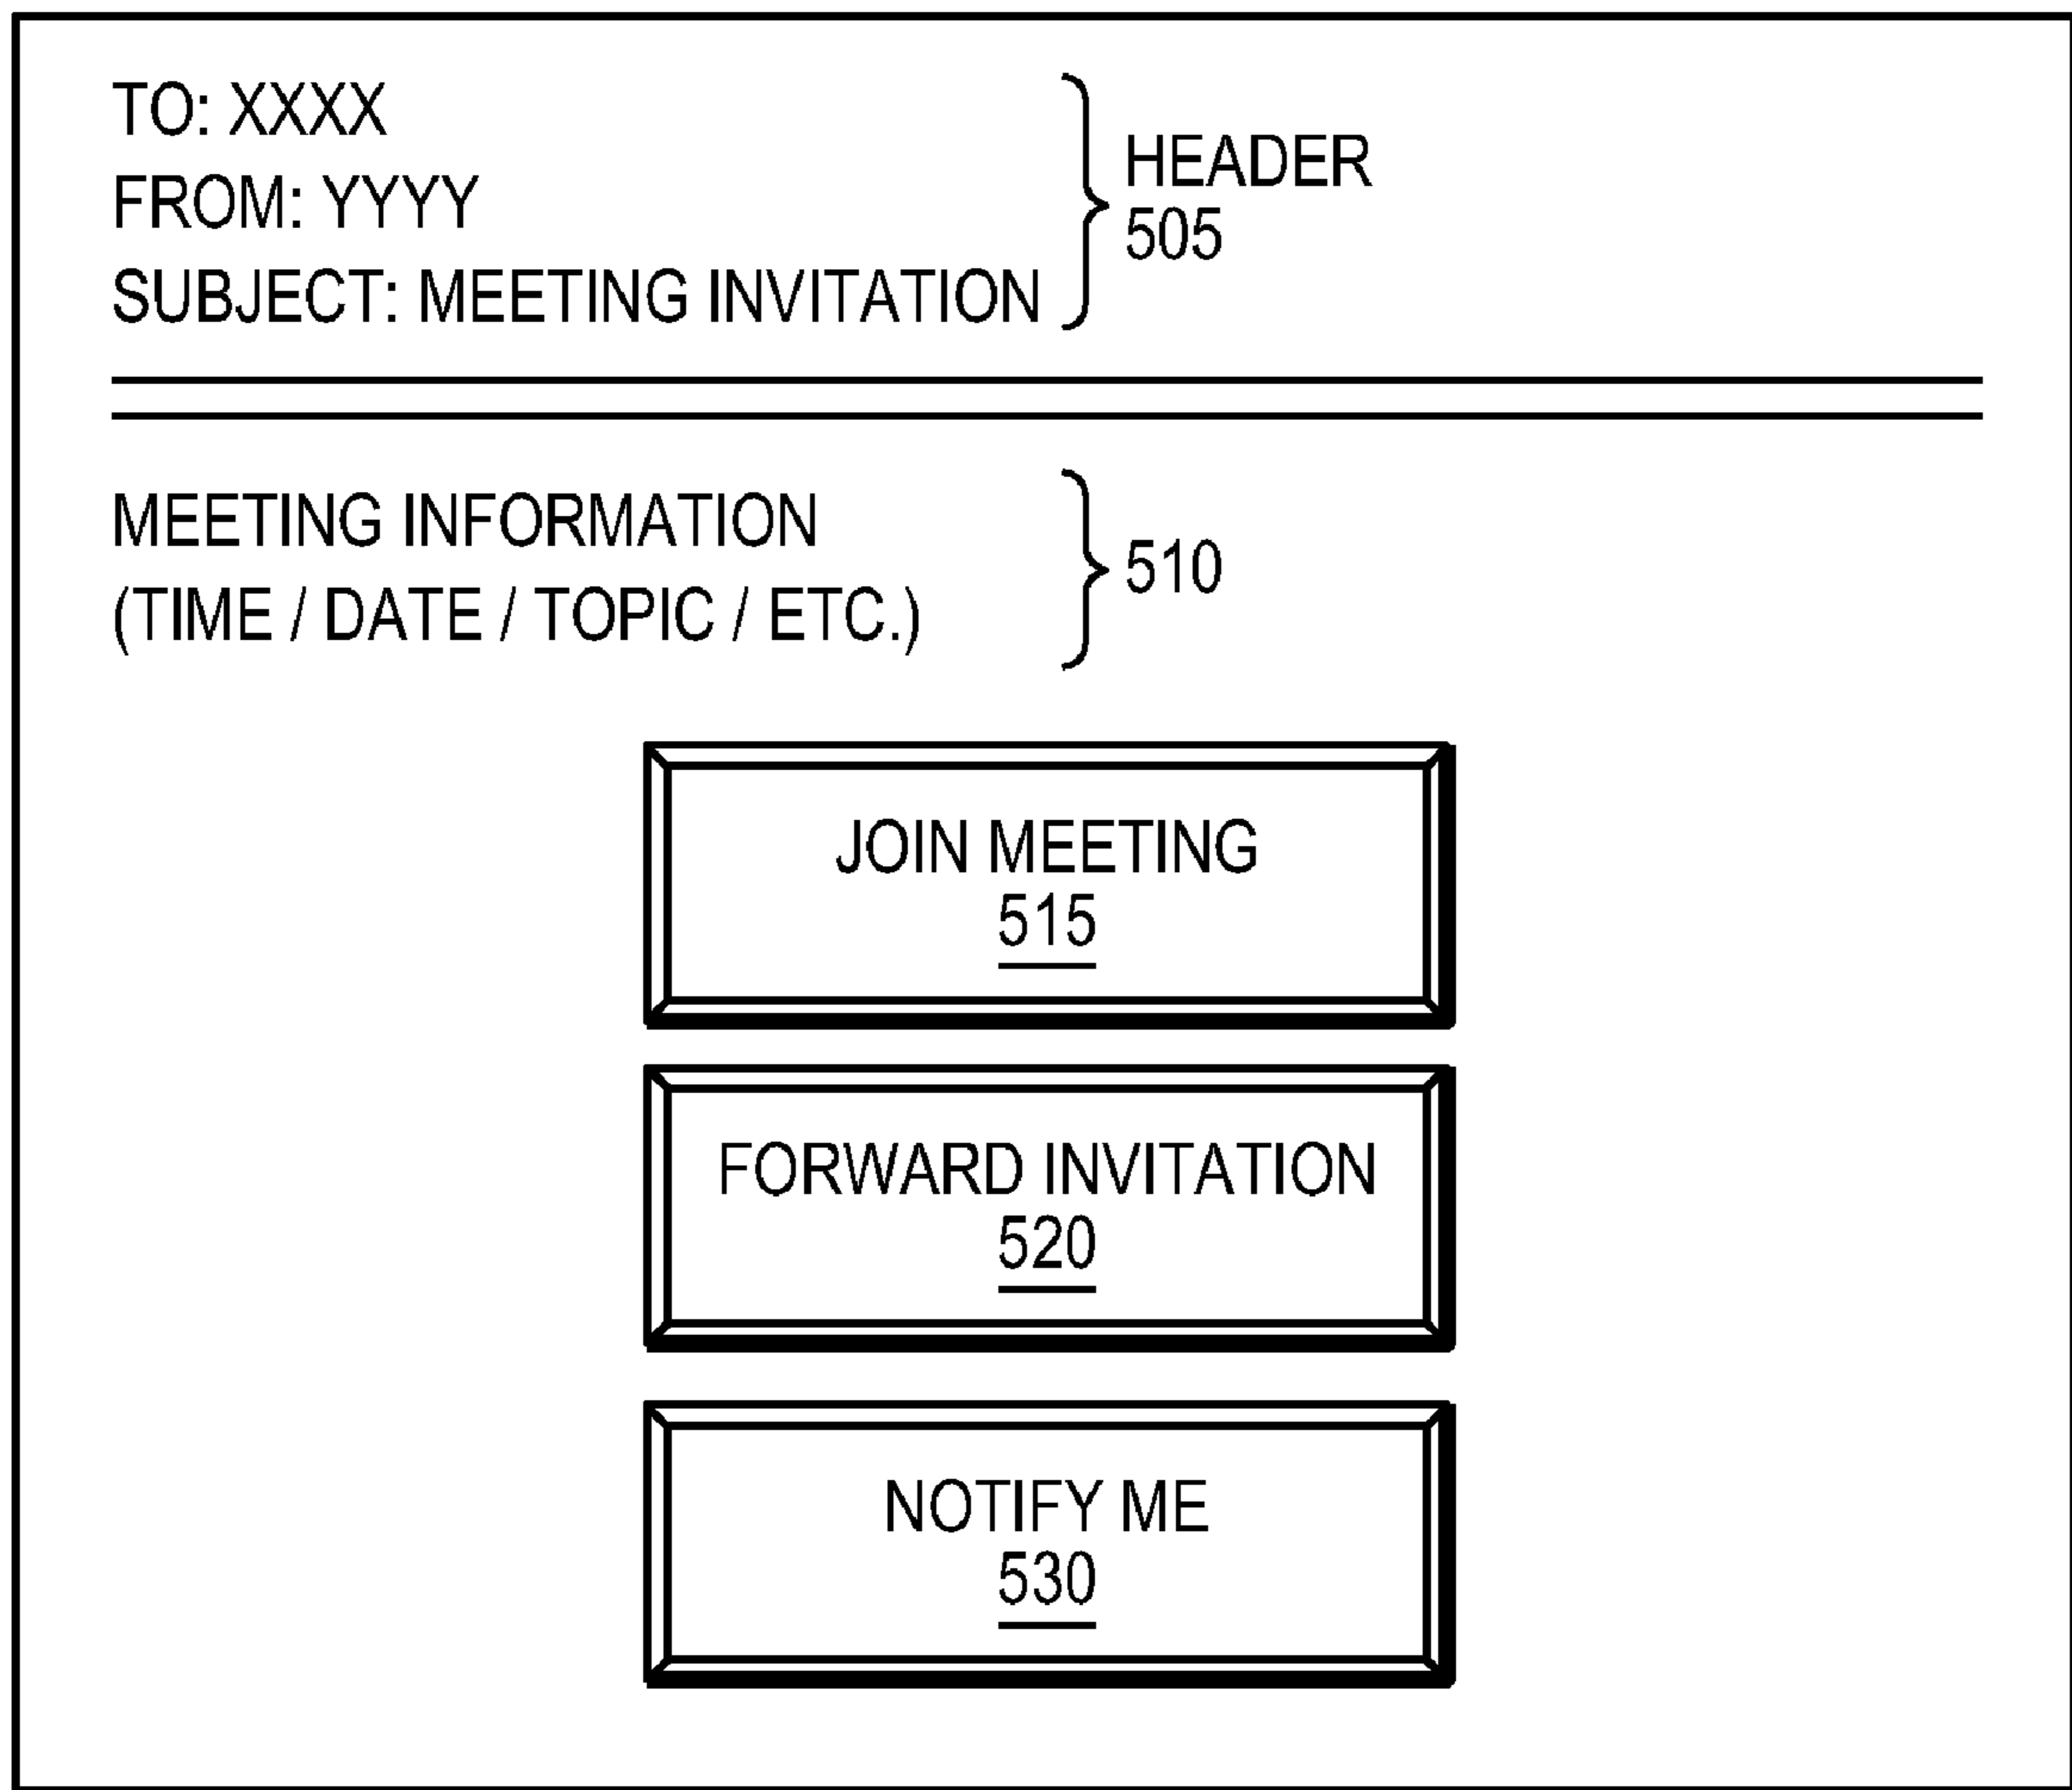 TO: XXXX
FROM: YYYY
SUBJECT: MEETING INVITATION
HEADER
505
MEETING INFORMATION
(TIME / DATE / TOPIC / ETC.)
510
JOIN MEETING
515
FORWARD INVITATION
520
NOTIFY ME
530